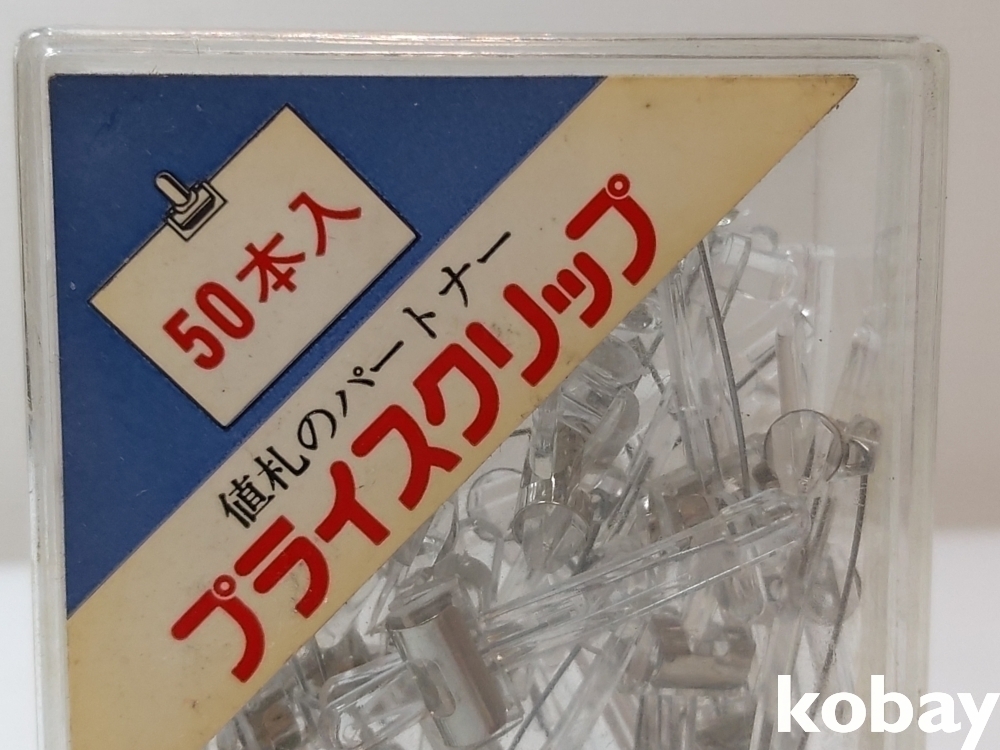 50本入
値札のパートナー
プライスクリップ
kobay